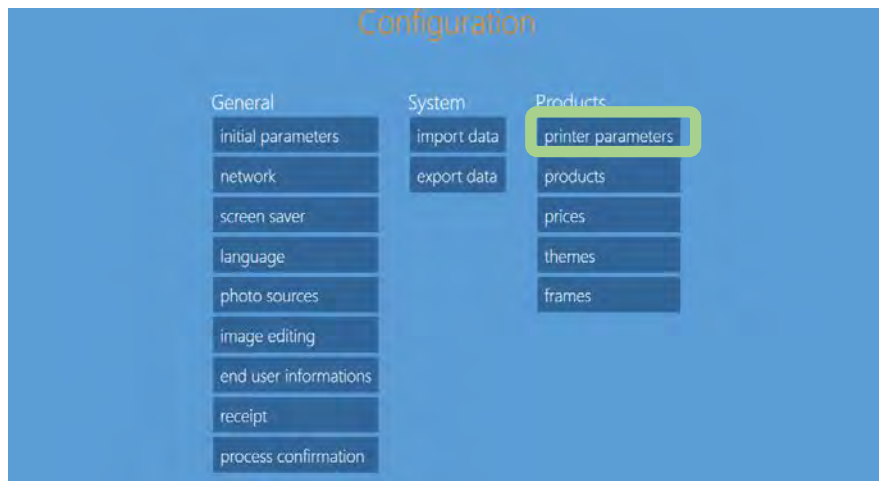 Configuration
General
initial parameters
network
screen saver
language
photo sources
image editing
end user informations
receipt
process confirmation
System
import data
export data
Products
printer parameters
products
prices
themes
frames